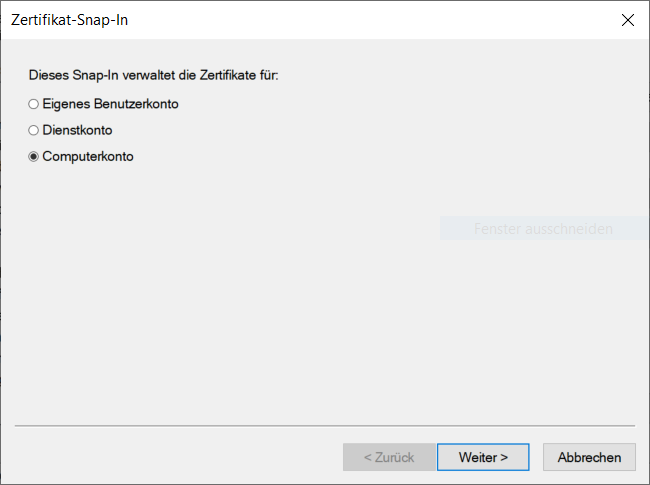 Zertifikat-Snap-In
Dieses Snap-In verwaltet die Zertifikate für:
Eigenes Benutzerkonto
Dienstkonto
Computerkonto
Fenster ausschneiden
< Zurück
Weiter >
Abbrechen